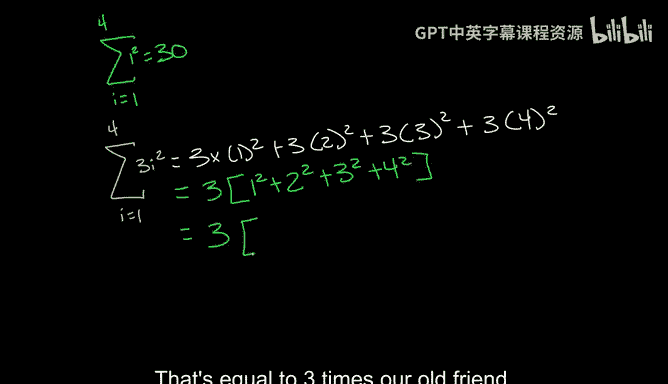 GPT中英字幕课程资源 bilibili
4
∑ i² = 30
i=1
4
∑ 3i² = 3×(1)² + 3(2)² + 3(3)² + 3(4)²
i=1
= 3[1² + 2² + 3² + 4²]
= 3[
That's equal to 3 times our old friend